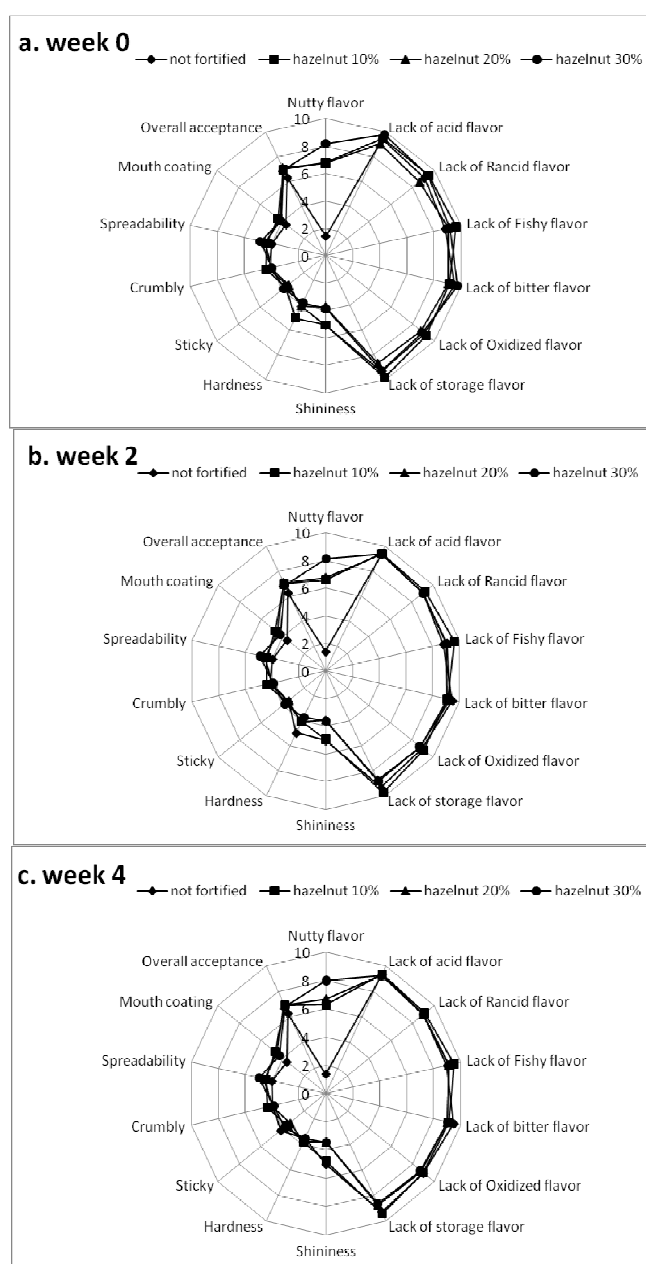 a. week 0
not fortified hazelnut 10% hazelnut 20% hazelnut 30%
Nutty flavor
Overall acceptance 10 Lack of acid flavor
Mouth coating 8 Lack of Rancid flavor
6
Spreadability 4 Lack of Fishy flavor
2
0
Crumbly Lack of bitter flavor
Sticky Lack of Oxidized flavor
Hardness Lack of storage flavor
Shininess
b. week 2
not fortified hazelnut 10% hazelnut 20% hazelnut 30%
Nutty flavor
Overall acceptance 10 Lack of acid flavor
Mouth coating 8 Lack of Rancid flavor
6
Spreadability 4 Lack of Fishy flavor
2
0
Crumbly Lack of bitter flavor
Sticky Lack of Oxidized flavor
Hardness Lack of storage flavor
Shininess
c. week 4
not fortified hazelnut 10% hazelnut 20% hazelnut 30%
Nutty flavor
Overall acceptance 10 Lack of acid flavor
Mouth coating 8 Lack of Rancid flavor
6
Spreadability 4 Lack of Fishy flavor
2
0
Crumbly Lack of bitter flavor
Sticky Lack of Oxidized flavor
Hardness Lack of storage flavor
Shininess